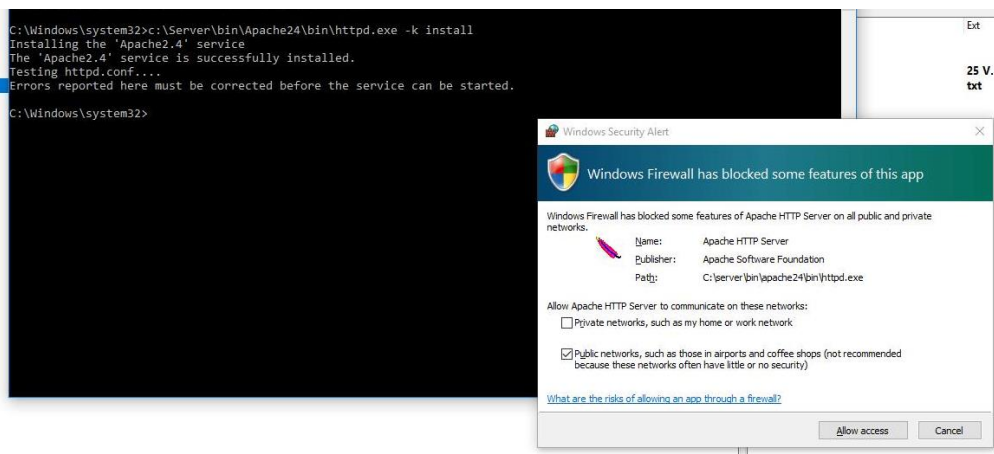 C:\Windows\system32>c:\Server\bin\Apache24\bin\httpd.exe -k install
Installing the 'Apache2.4' service
The 'Apache2.4' service is successfully installed.
Testing httpd.conf....
Errors reported here must be corrected before the service can be started.
C:\Windows\system32>
Ext
25 V.
txt
Windows Security Alert
Windows Firewall has blocked some features of this app
Windows Firewall has blocked some features of Apache HTTP Server on all public and private
networks.
Name: Apache HTTP Server
Publisher: Apache Software Foundation
Path: C:\server\bin\apache24\bin\httpd.exe
Allow Apache HTTP Server to communicate on these networks:
Private networks, such as my home or work network
Public networks, such as those in airports and coffee shops (not recommended
because these networks often have little or no security)
What are the risks of allowing an app through a firewall?
Allow access
Cancel